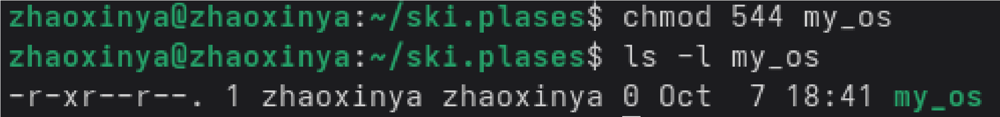 zhaoxinya@zhaoxinya:~/ski.plases$ chmod 544 my_os
zhaoxinya@zhaoxinya:~/ski.plases$ ls -l my_os
-r-xr--r--. 1 zhaoxinya zhaoxinya 0 Oct  7 18:41 my_os